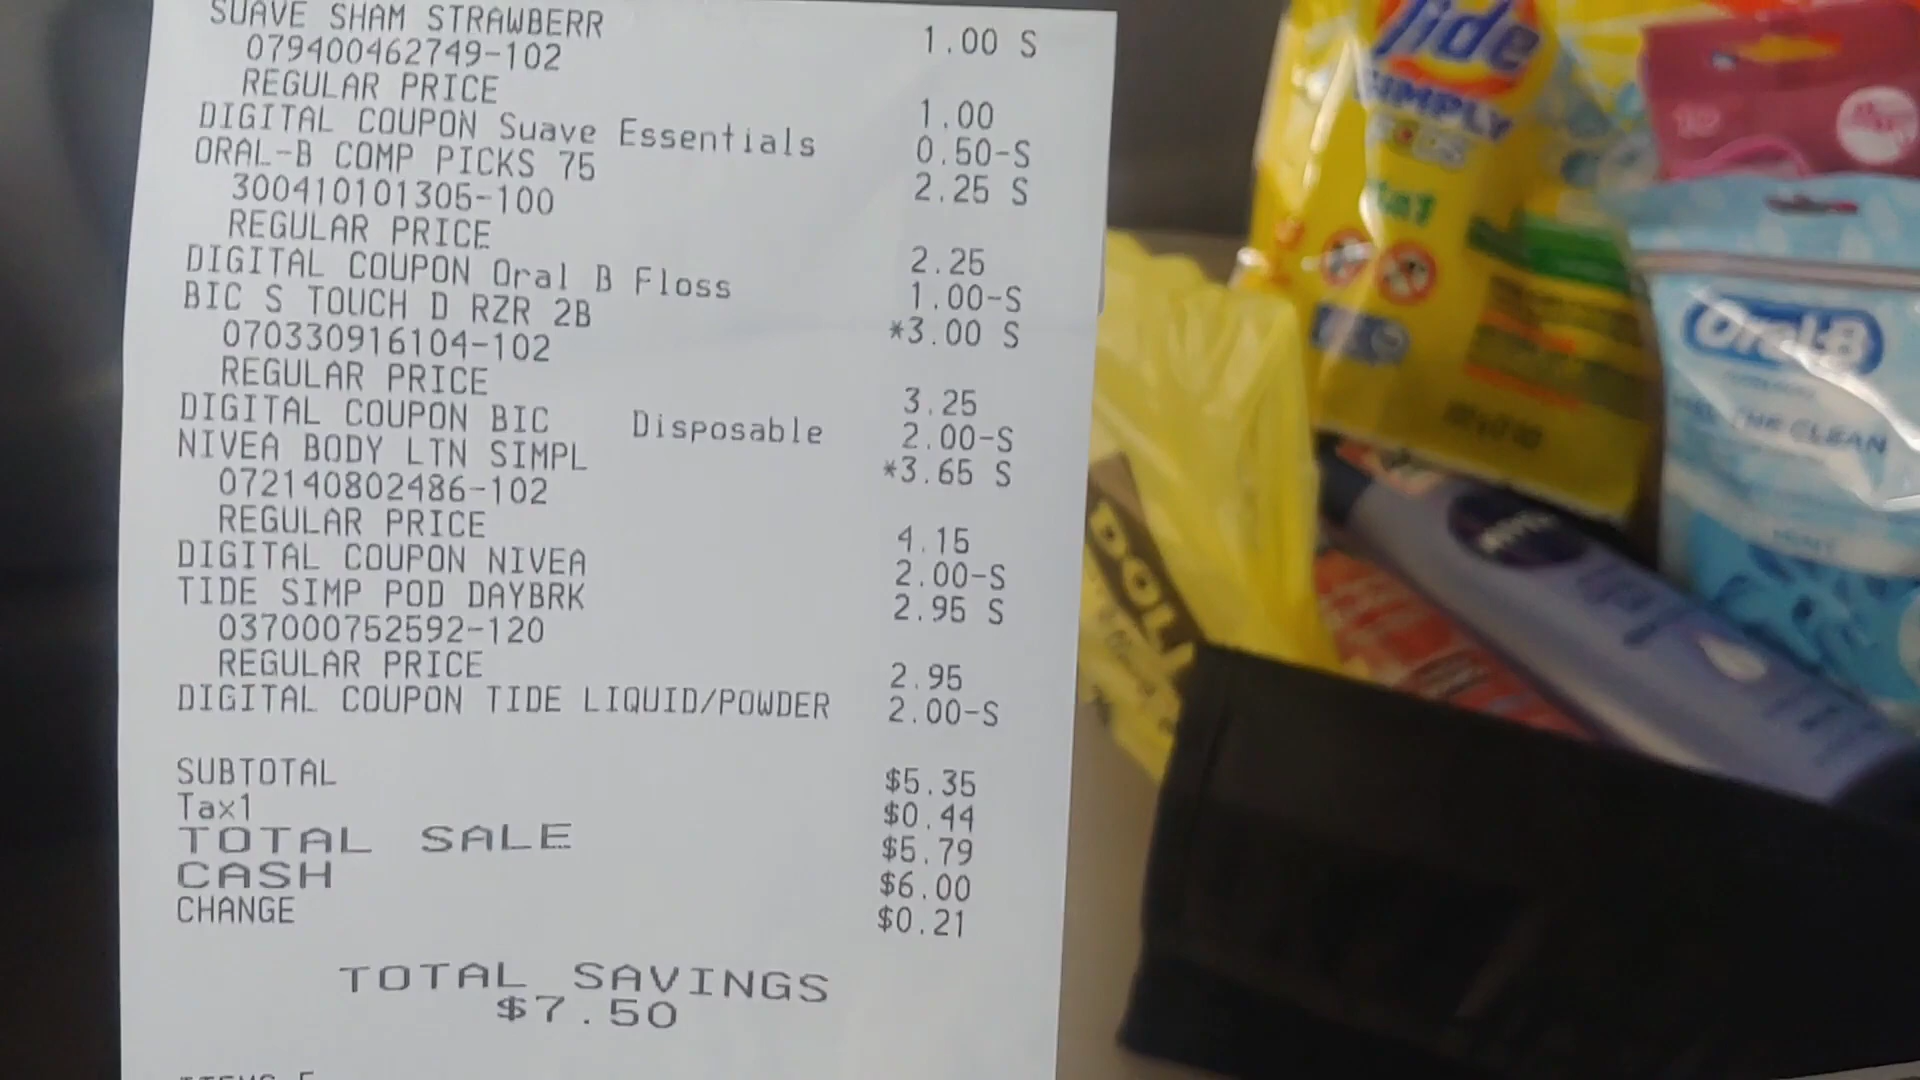 SUAVE SHAM STRAWBERR 1.00 S
079400462749-102
REGULAR PRICE 1.00
DIGITAL COUPON Suave Essentials 0.50-S
ORAL-B COMP PICKS 75 2.25 S
300410101305-100
REGULAR PRICE 2.25
DIGITAL COUPON Oral B Floss 1.00-S
BIC S TOUCH D RZR 2B *3.00 S
070330916104-102
REGULAR PRICE 3.25
DIGITAL COUPON BIC Disposable 2.00-S
NIVEA BODY LTN SIMPL *3.65 S
072140802486-102
REGULAR PRICE 4.15
DIGITAL COUPON NIVEA 2.00-S
TIDE SIMP POD DAYBRK 2.95 S
037000752592-120
REGULAR PRICE 2.95
DIGITAL COUPON TIDE LIQUID/POWDER 2.00-S
SUBTOTAL $5.35
Tax1 $0.44
TOTAL SALE $5.79
CASH $6.00
CHANGE $0.21
TOTAL SAVINGS
$7.50
Tide
SIMPLY
PODS
Oral-B
THE CLEAN
DOLL